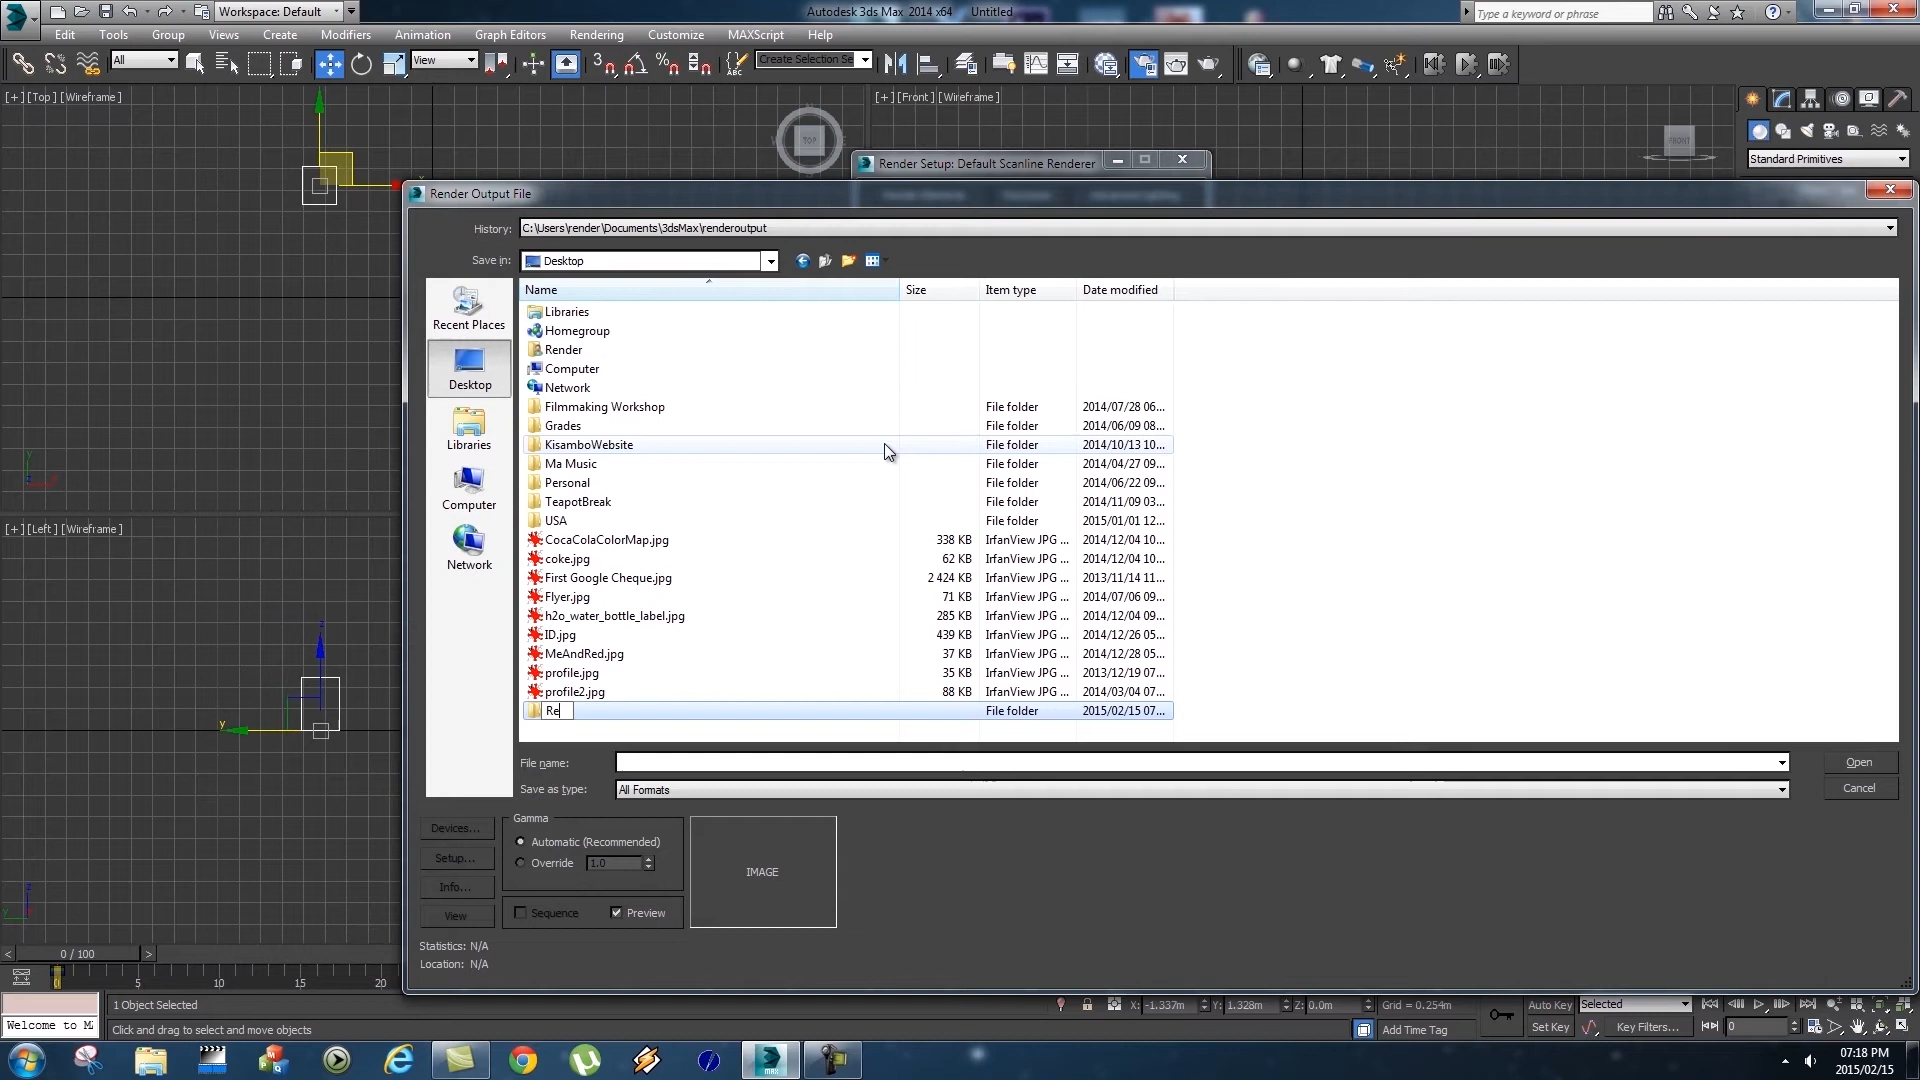 Workspace: Default
Autodesk 3ds Max 2014 x64 Untitled
Type a keyword or phrase
Edit Tools Group Views Create Modifiers Animation Graph Editors Rendering Customize MAXScript Help
All
View
Create Selection Se
[+][Top][Wireframe]
TOP
[+][Front][Wireframe]
FRONT
Standard Primitives
Render Setup: Default Scanline Renderer
Render Output File
History: C:\Users\render\Documents\3dsMax\renderoutput
Save in: Desktop
Name Size Item type Date modified
Recent Places
Desktop
Libraries
Computer
Network
Libraries
Homegroup
Render
Computer
Network
Filmmaking Workshop File folder 2014/07/28 06...
Grades File folder 2014/06/09 08...
KisamboWebsite File folder 2014/10/13 10...
Ma Music File folder 2014/04/27 09...
Personal File folder 2014/06/22 09...
TeapotBreak File folder 2014/11/09 03...
USA File folder 2015/01/01 12...
CocaColaColorMap.jpg 338 KB IrfanView JPG ... 2014/12/04 10...
coke.jpg 62 KB IrfanView JPG ... 2014/12/04 10...
First Google Cheque.jpg 2 424 KB IrfanView JPG ... 2013/11/14 11...
Flyer.jpg 71 KB IrfanView JPG ... 2014/07/06 09...
h2o_water_bottle_label.jpg 285 KB IrfanView JPG ... 2014/12/04 09...
ID.jpg 439 KB IrfanView JPG ... 2014/12/26 05...
MeAndRed.jpg 37 KB IrfanView JPG ... 2014/12/28 05...
profile.jpg 35 KB IrfanView JPG ... 2013/12/19 07...
profile2.jpg 88 KB IrfanView JPG ... 2014/03/04 07...
Re File folder 2015/02/15 07...
File name: Open
Save as type: All Formats Cancel
Devices...
Setup...
Info...
View
Gamma
Automatic (Recommended)
Override 1.0
Sequence Preview
IMAGE
Statistics: N/A
Location: N/A
[+][Left][Wireframe]
z
y
0 / 100
0 5 10 15 20
1 Object Selected
X: -1.337m Y: 1.328m Z: 0.0m Grid = 0.254m
Auto Key Selected
Welcome to M
Click and drag to select and move objects
Add Time Tag
Set Key Key Filters... 0
07:18 PM
2015/02/15